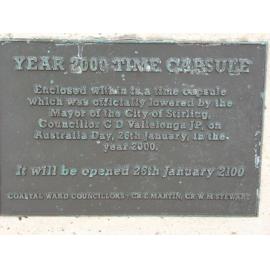 YEAR 2000 TIME CAPSULE
Enclosed within is a time capsule
which was officially lowered by the
Mayor of the City of Stirling,
Councillor G D Vallelonga JP, on
Australia Day, 26th January, in the
year 2000.
It will be opened 26th January 2100
COASTAL WARD COUNCILLORS - CR E MARTIN, CR W H STEWART